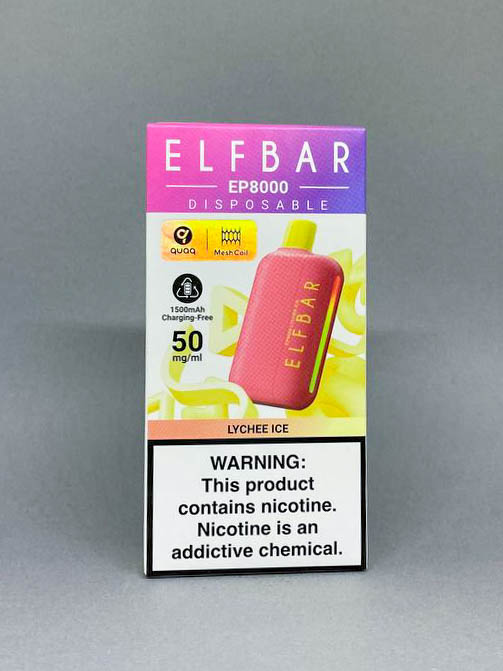 ELFBAR
EP8000
DISPOSABLE
quaq
Mesh Coil
1500mAh
Charging-Free
50
mg/ml
ELFBAR
LYCHEE ICE
WARNING:
This product
contains nicotine.
Nicotine is an
addictive chemical.